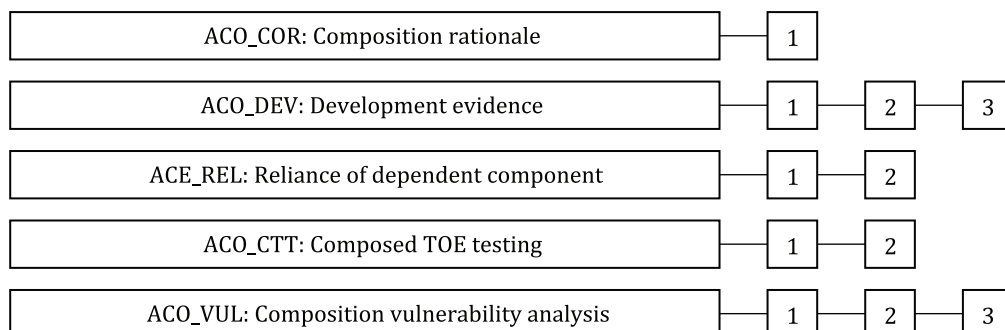 ACO_COR: Composition rationale 1
ACO_DEV: Development evidence 1 2 3
ACE_REL: Reliance of dependent component 1 2
ACO_CTT: Composed TOE testing 1 2
ACO_VUL: Composition vulnerability analysis 1 2 3